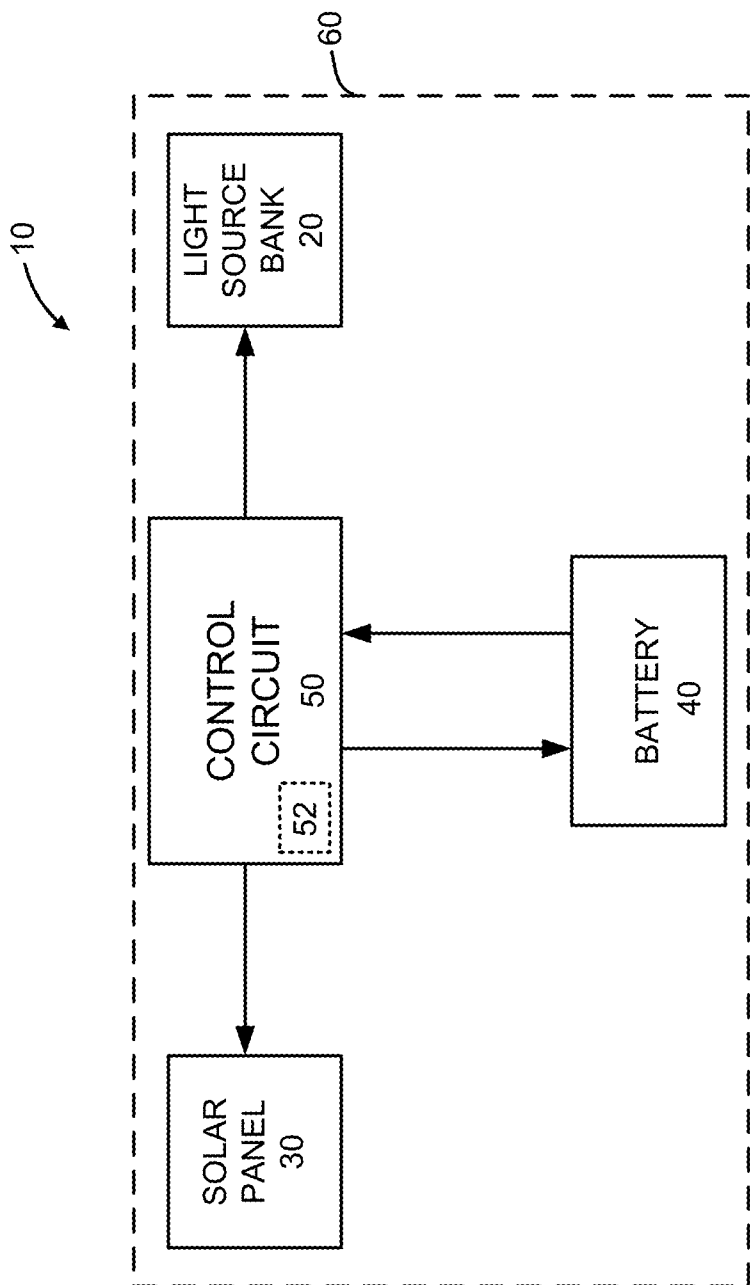 10
60
SOLAR
PANEL
30
CONTROL
CIRCUIT
50
52
LIGHT
SOURCE
BANK
20
BATTERY
40